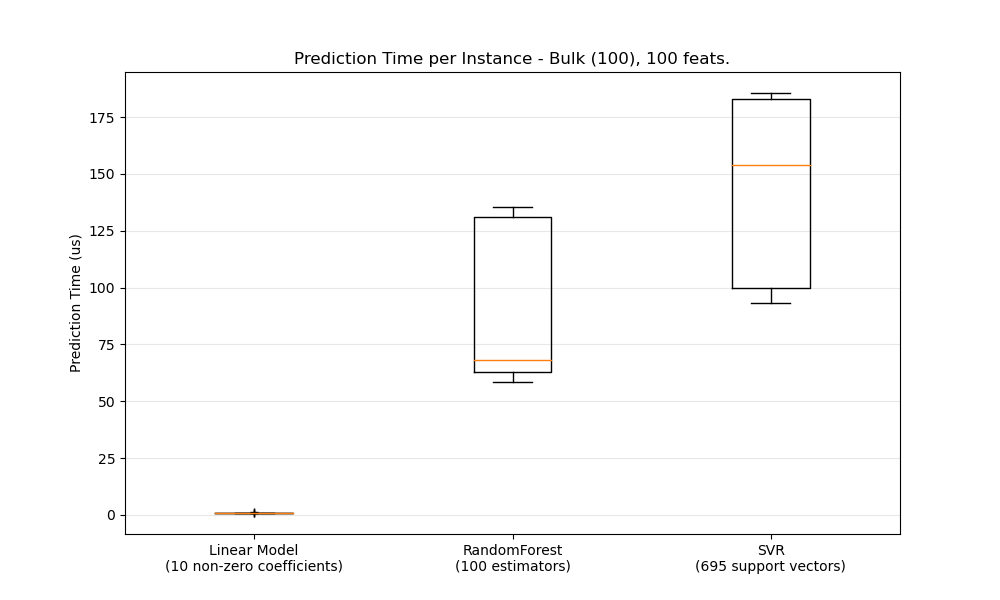 Prediction Time per Instance - Bulk (100), 100 feats.
Prediction Time (us)
175
150
125
100
75
50
25
0
Linear Model
(10 non-zero coefficients)
RandomForest
(100 estimators)
SVR
(695 support vectors)